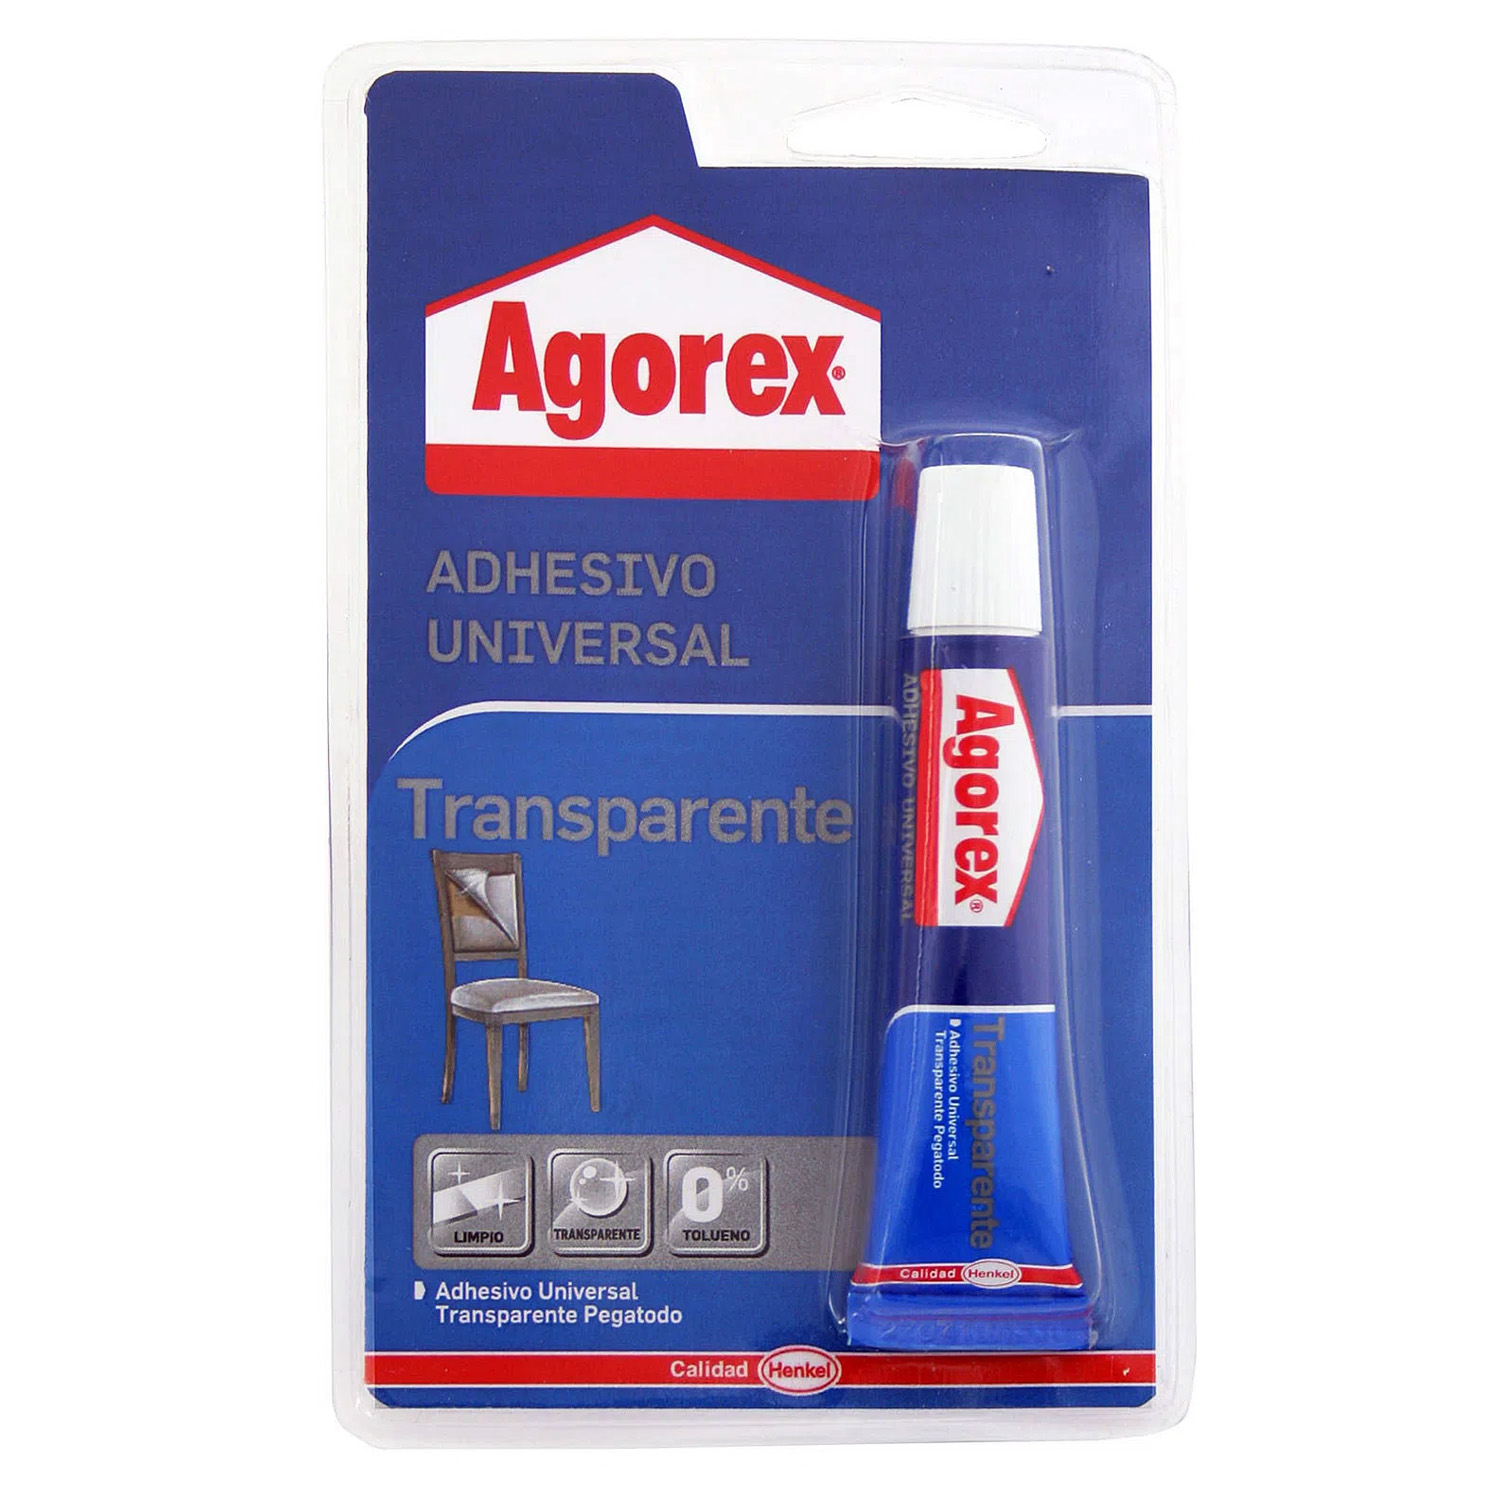 Agorex®
ADHESIVO
UNIVERSAL
Transparente
LIMPIO
TRANSPARENTE
0%
TOLUENO
Adhesivo Universal
Transparente Pegatodo
Calidad Henkel
Agorex®
ADHESIVO UNIVERSAL
Transparente
Adhesivo Universal
Transparente Pegatodo
Calidad Henkel